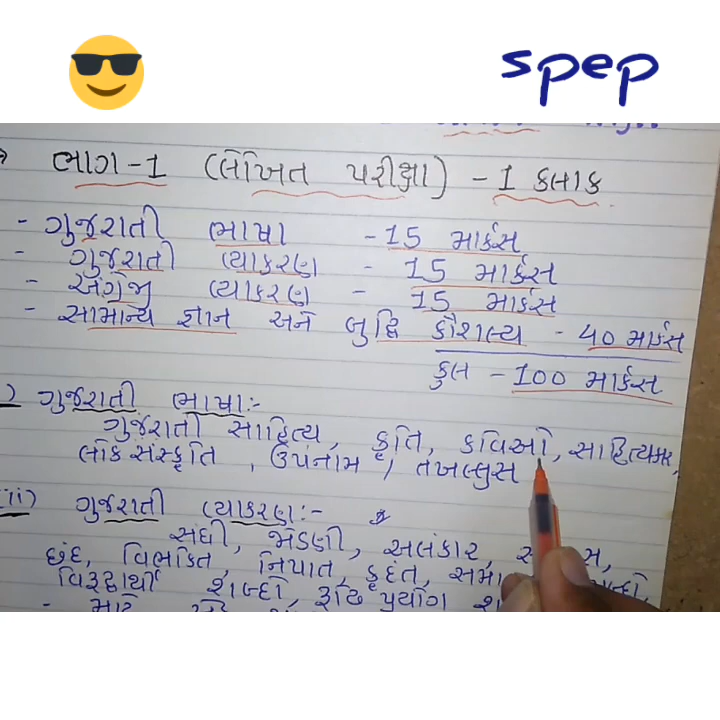 spep
ભાગ-1 (લેખિત પરીક્ષા) - 1 કલાક
- ગુજરાતી ભાષા - 15 માર્કસ
- ગુજરાતી વ્યાકરણ - 15 માર્કસ
- અંગ્રેજી વ્યાકરણ - 15 માર્કસ
- સામાન્ય જ્ઞાન અને બુદ્ધિ કૌશલ્ય - 40 માર્કસ
કુલ - 100 માર્કસ
) ગુજરાતી ભાષા:-
ગુજરાતી સાહિત્ય, કૃતિ, કવિઓ, સાહિત્યકાર,
લોકસંસ્કૃતિ, ઉપનામ, તખલ્લુસ
(ii) ગુજરાતી વ્યાકરણ:-
સંધી, જોડણી, અલંકાર,
છંદ, વિભક્તિ, નિપાત, કૃદંત,
વિરૂદ્ધાર્થી શબ્દો, રૂઢિ પ્રયોગ
- માટે